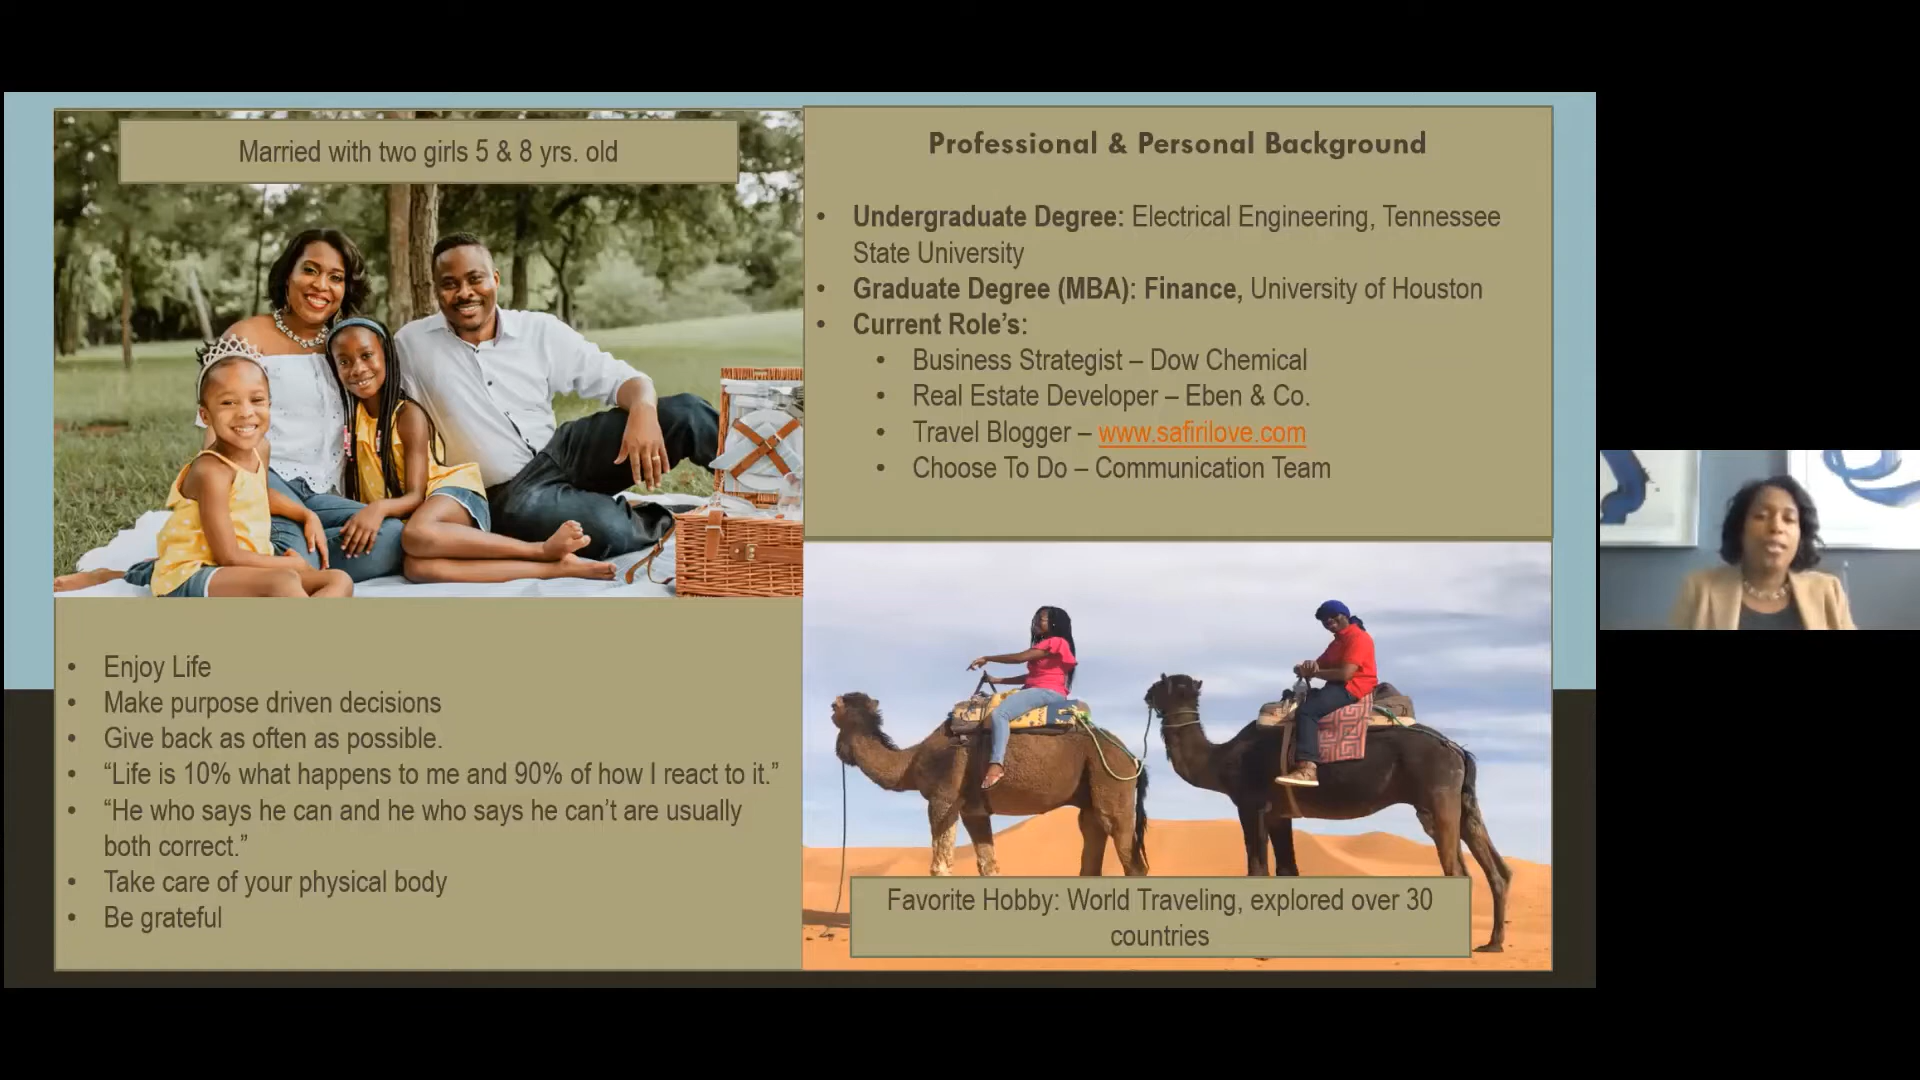 Married with two girls 5 & 8 yrs. old
Professional & Personal Background
• Undergraduate Degree: Electrical Engineering, Tennessee
State University
• Graduate Degree (MBA): Finance, University of Houston
• Current Role’s:
• Business Strategist – Dow Chemical
• Real Estate Developer – Eben & Co.
• Travel Blogger – www.safirilove.com
• Choose To Do – Communication Team
• Enjoy Life
• Make purpose driven decisions
• Give back as often as possible.
• “Life is 10% what happens to me and 90% of how I react to it.”
• “He who says he can and he who says he can’t are usually
both correct.”
• Take care of your physical body
• Be grateful
Favorite Hobby: World Traveling, explored over 30
countries